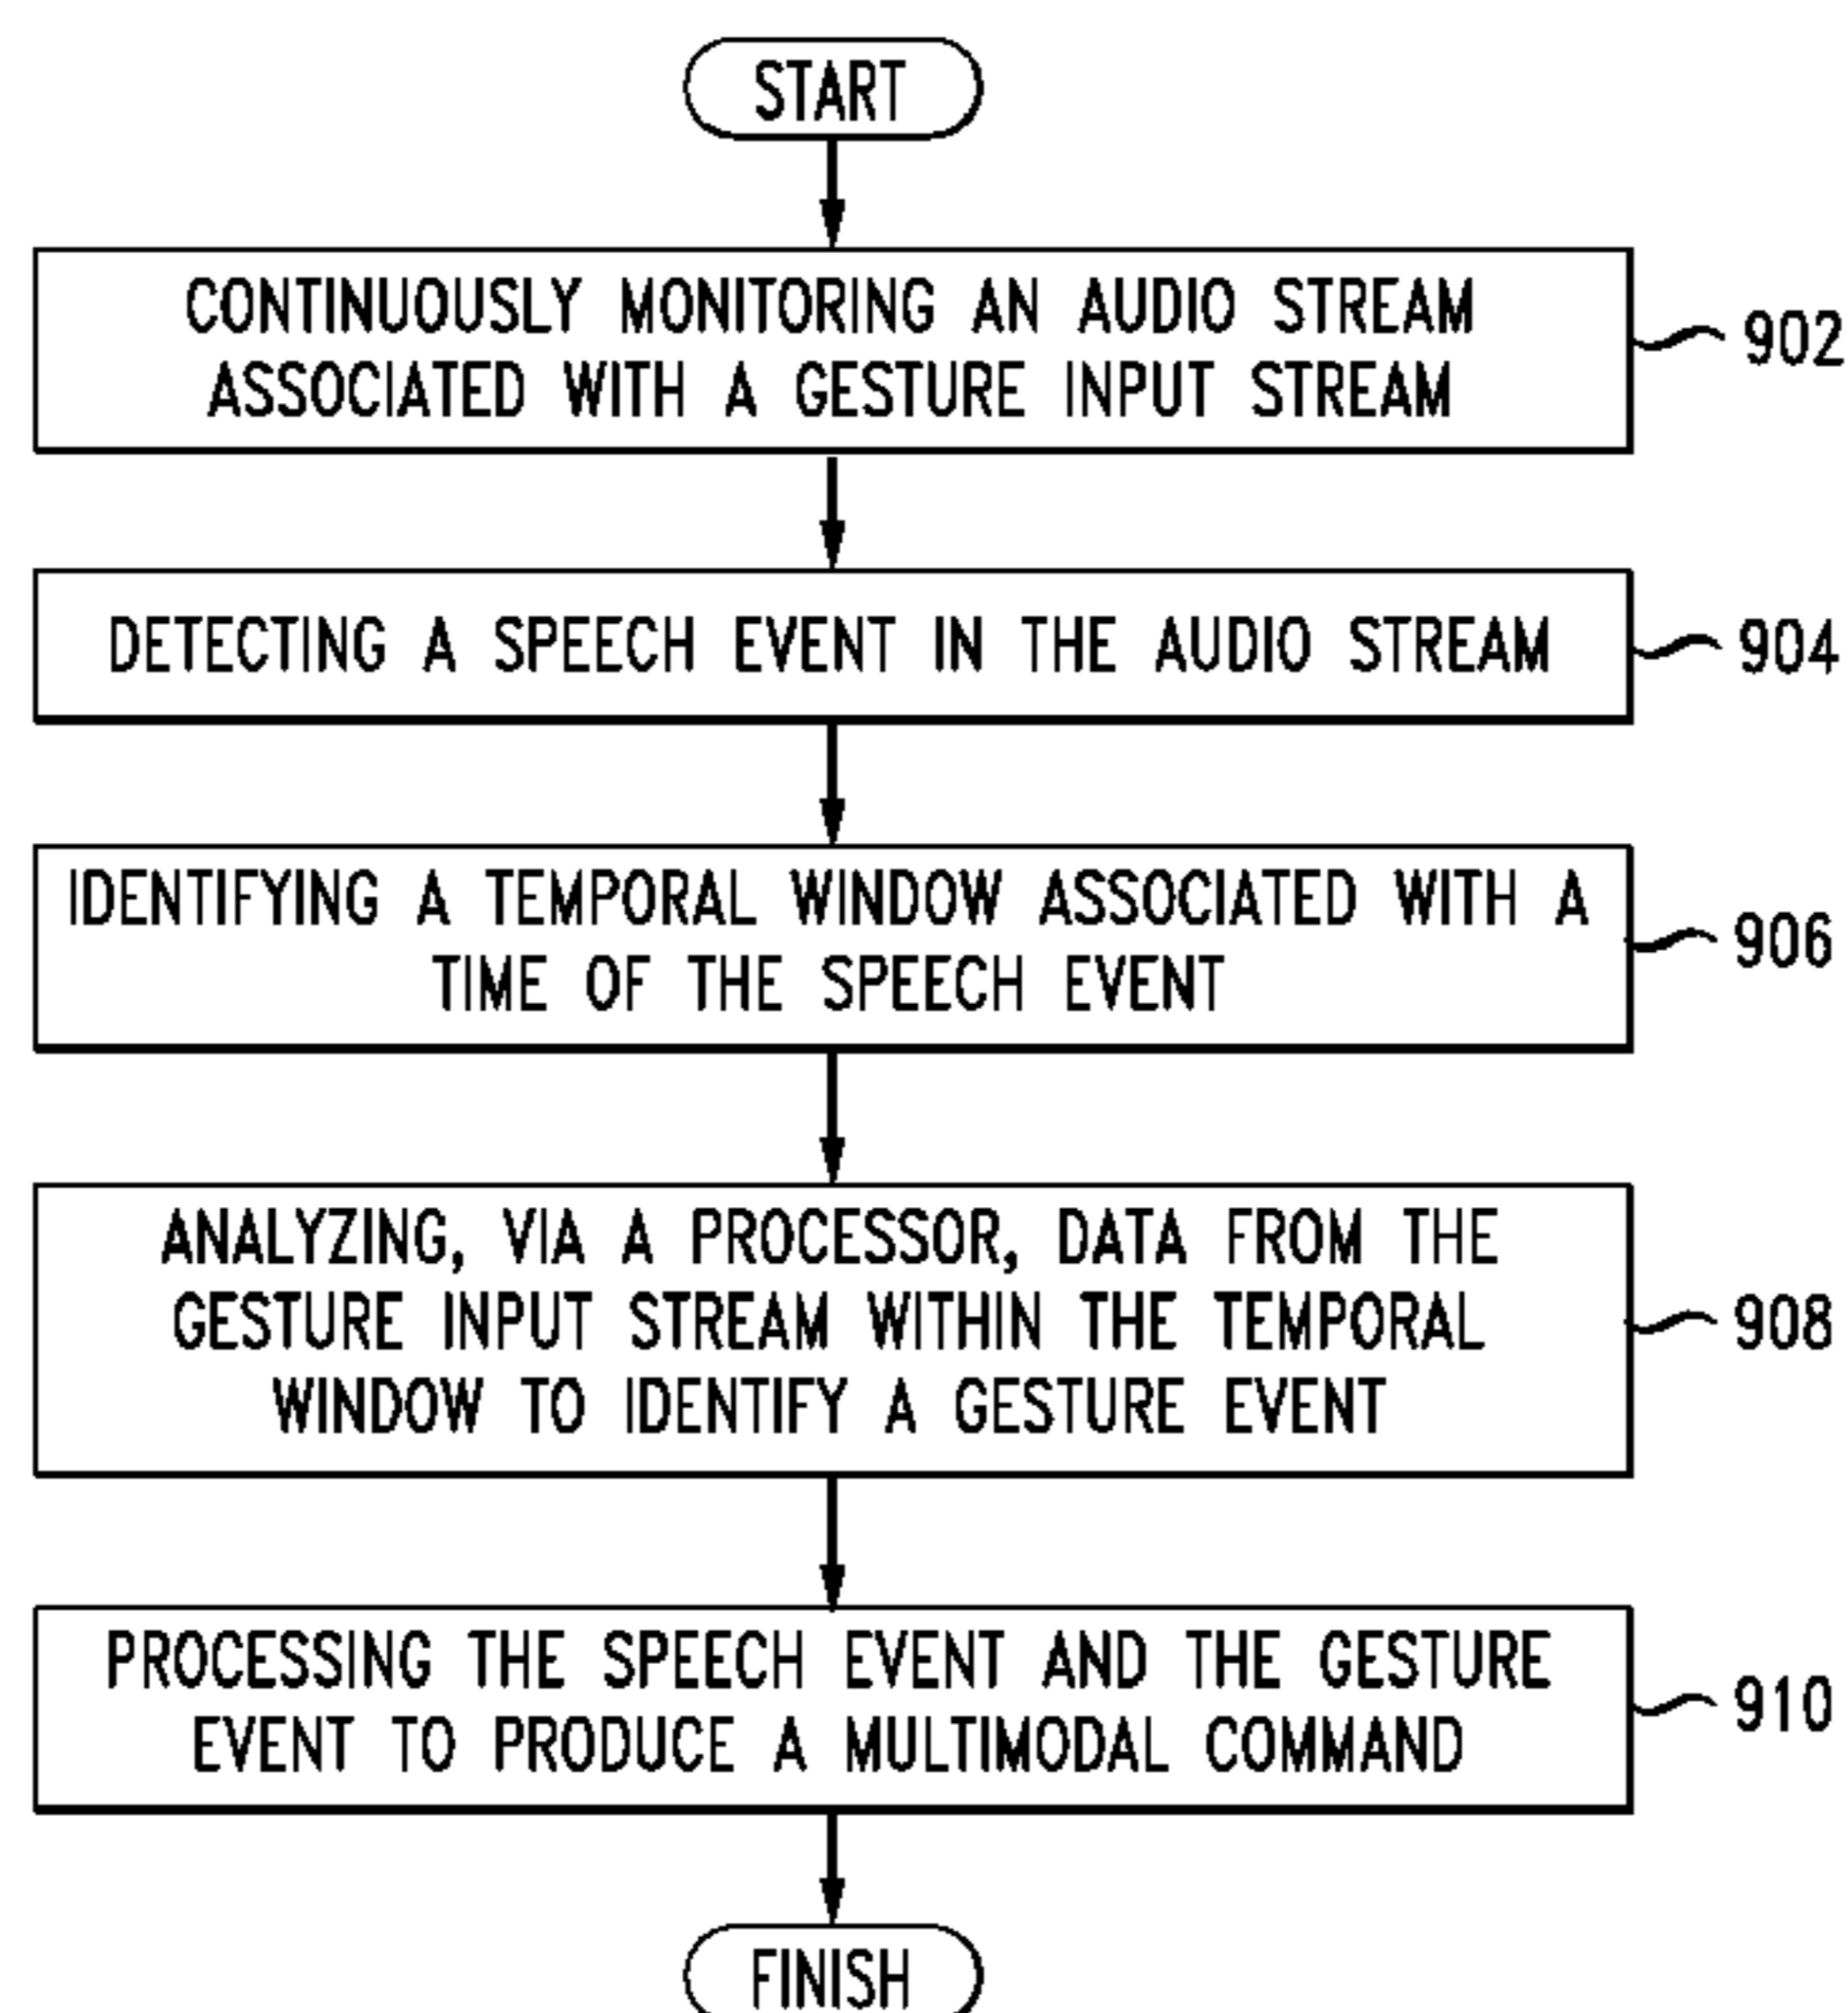 START
CONTINUOUSLY MONITORING AN AUDIO STREAM
ASSOCIATED WITH A GESTURE INPUT STREAM
902
DETECTING A SPEECH EVENT IN THE AUDIO STREAM
904
IDENTIFYING A TEMPORAL WINDOW ASSOCIATED WITH A
TIME OF THE SPEECH EVENT
906
ANALYZING, VIA A PROCESSOR, DATA FROM THE
GESTURE INPUT STREAM WITHIN THE TEMPORAL
WINDOW TO IDENTIFY A GESTURE EVENT
908
PROCESSING THE SPEECH EVENT AND THE GESTURE
EVENT TO PRODUCE A MULTIMODAL COMMAND
910
FINISH